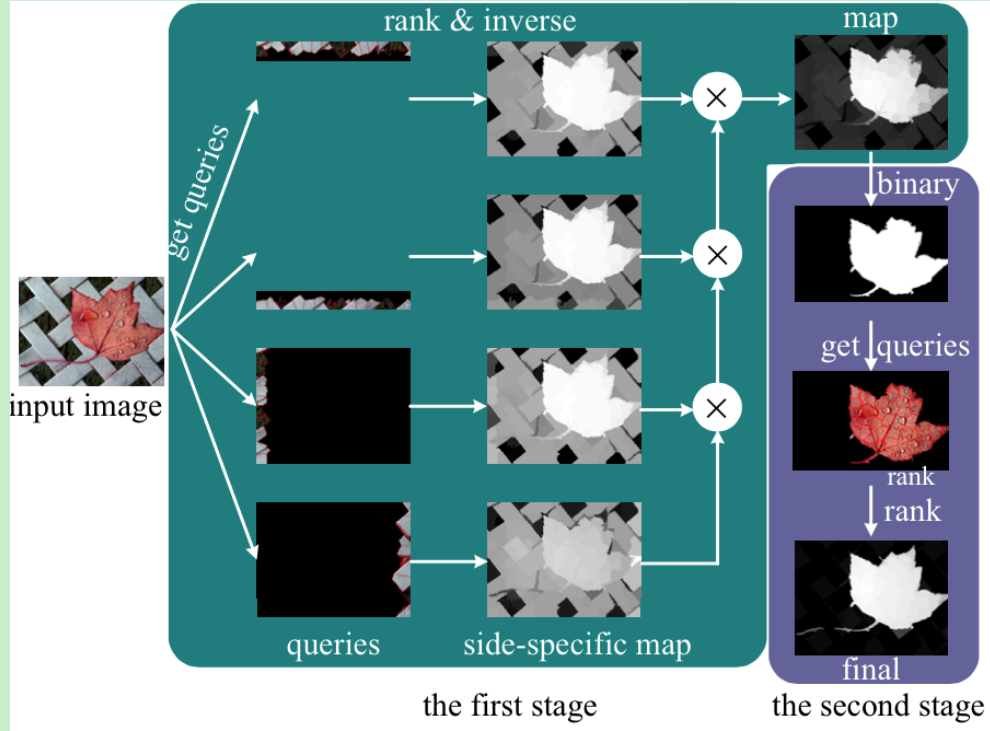 rank & inverse
map
get queries
binary
input image
get queries
rank
rank
queries
side-specific map
final
the first stage
the second stage